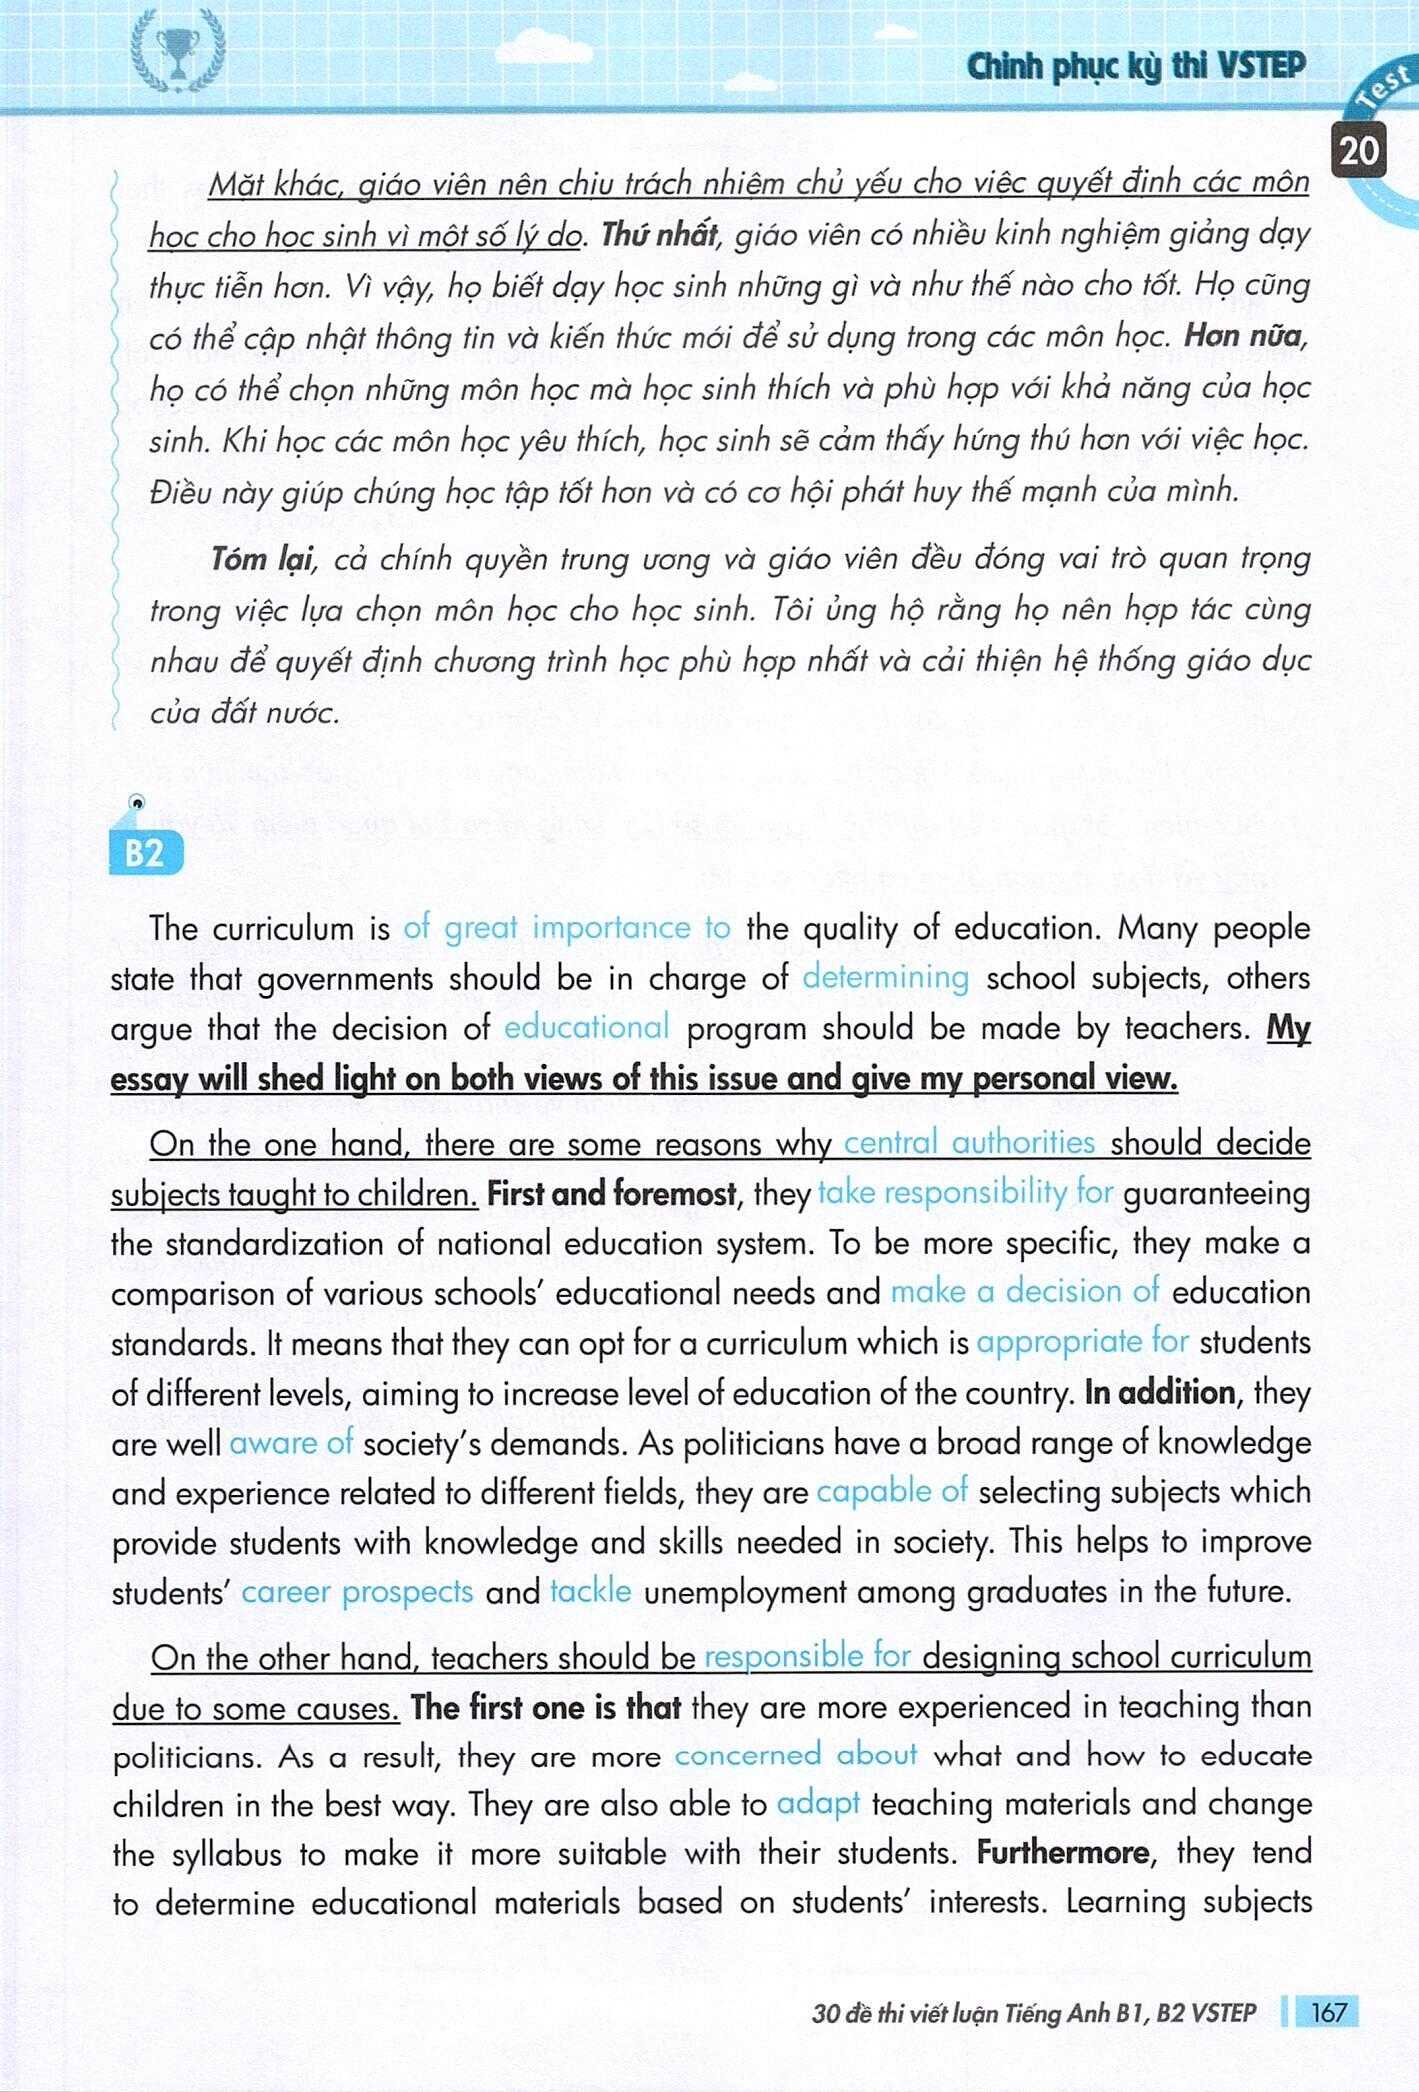 Chinh phục kỳ thi VSTEP
Test
20
Mặt khác, giáo viên nên chịu trách nhiệm chủ yếu cho việc quyết định các môn
học cho học sinh vì một số lý do. Thứ nhất, giáo viên có nhiều kinh nghiệm giảng dạy
thực tiễn hơn. Vì vậy, họ biết dạy học sinh những gì và như thế nào cho tốt. Họ cũng
có thể cập nhật thông tin và kiến thức mới để sử dụng trong các môn học. Hơn nữa,
họ có thể chọn những môn học mà học sinh thích và phù hợp với khả năng của học
sinh. Khi học các môn học yêu thích, học sinh sẽ cảm thấy hứng thú hơn với việc học.
Điều này giúp chúng học tập tốt hơn và có cơ hội phát huy thế mạnh của mình.
Tóm lại, cả chính quyền trung ương và giáo viên đều đóng vai trò quan trọng
trong việc lựa chọn môn học cho học sinh. Tôi ủng hộ rằng họ nên hợp tác cùng
nhau để quyết định chương trình học phù hợp nhất và cải thiện hệ thống giáo dục
của đất nước.
B2
The curriculum is of great importance to the quality of education. Many people
state that governments should be in charge of determining school subjects, others
argue that the decision of educational program should be made by teachers. My
essay will shed light on both views of this issue and give my personal view.
On the one hand, there are some reasons why central authorities should decide
subjects taught to children. First and foremost, they take responsibility for guaranteeing
the standardization of national education system. To be more specific, they make a
comparison of various schools' educational needs and make a decision of education
standards. It means that they can opt for a curriculum which is appropriate for students
of different levels, aiming to increase level of education of the country. In addition, they
are well aware of society's demands. As politicians have a broad range of knowledge
and experience related to different fields, they are capable of selecting subjects which
provide students with knowledge and skills needed in society. This helps to improve
students' career prospects and tackle unemployment among graduates in the future.
On the other hand, teachers should be responsible for designing school curriculum
due to some causes. The first one is that they are more experienced in teaching than
politicians. As a result, they are more concerned about what and how to educate
children in the best way. They are also able to adapt teaching materials and change
the syllabus to make it more suitable with their students. Furthermore, they tend
to determine educational materials based on students' interests. Learning subjects
30 đề thi viết luận Tiếng Anh B1, B2 VSTEP
167